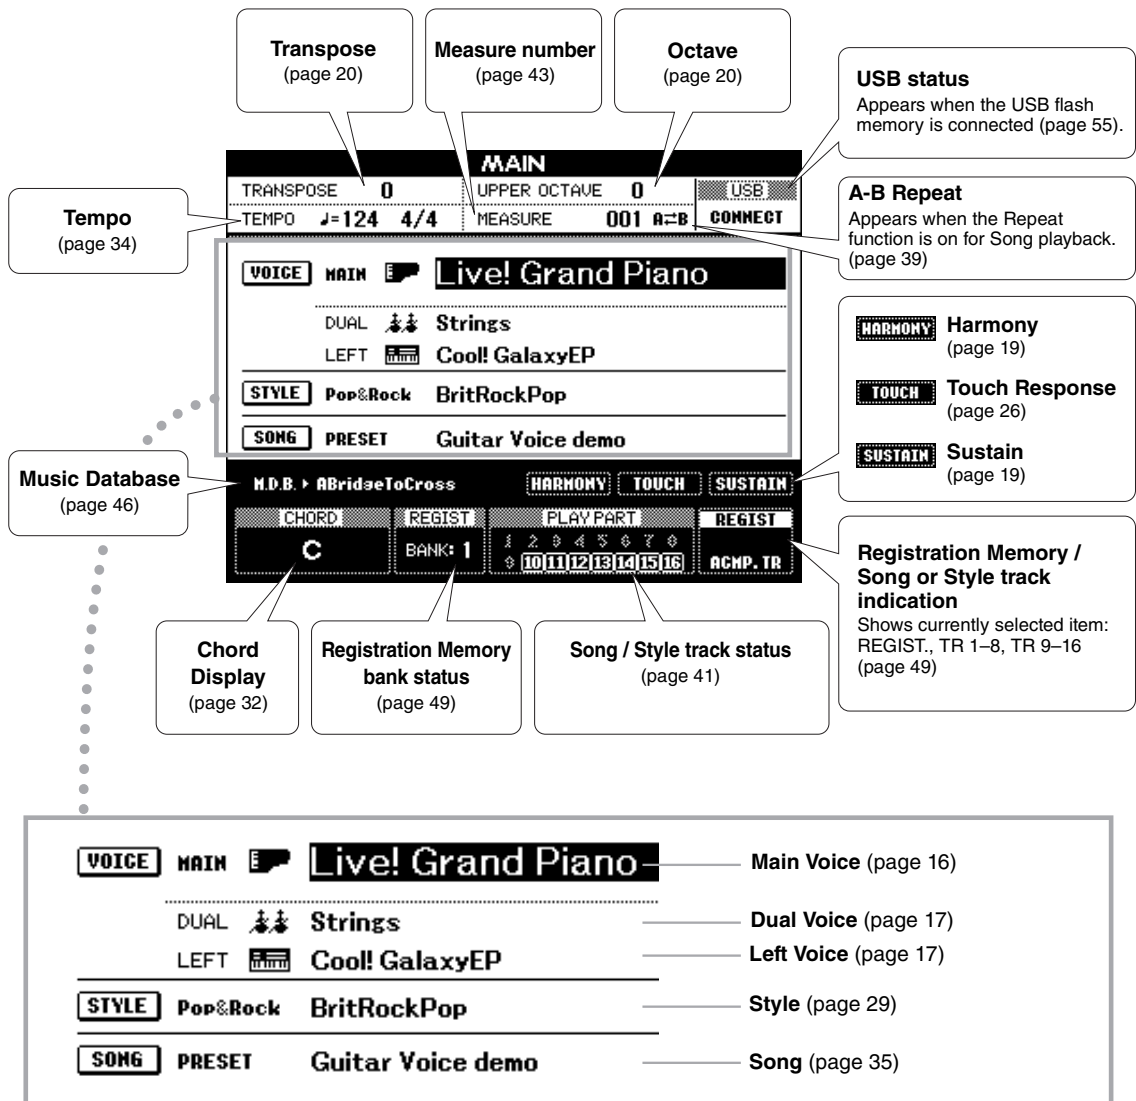 Transpose
(page 20)
Measure number
(page 43)
Octave
(page 20)
USB status
Appears when the USB flash
memory is connected (page 55).
A-B Repeat
Appears when the Repeat
function is on for Song playback.
(page 39)
Tempo
(page 34)
MAIN
TRANSPOSE 0 UPPER OCTAVE 0 USB
TEMPO ♩=124 4/4 MEASURE 001 A⇄B CONNECT
VOICE MAIN Live! Grand Piano
DUAL Strings
LEFT Cool! GalaxyEP
STYLE Pop&Rock BritRockPop
SONG PRESET Guitar Voice demo
M.D.B. ▸ ABridgeToCross HARMONY TOUCH SUSTAIN
CHORD REGIST PLAY PART REGIST
C BANK: 1 1 2 3 4 5 6 7 8
9 10 11 12 13 14 15 16 ACMP.TR
HARMONY Harmony
(page 19)
TOUCH Touch Response
(page 26)
SUSTAIN Sustain
(page 19)
Music Database
(page 46)
Registration Memory /
Song or Style track
indication
Shows currently selected item:
REGIST., TR 1–8, TR 9–16
(page 49)
Chord
Display
(page 32)
Registration Memory
bank status
(page 49)
Song / Style track status
(page 41)
VOICE MAIN Live! Grand Piano Main Voice (page 16)
DUAL Strings Dual Voice (page 17)
LEFT Cool! GalaxyEP Left Voice (page 17)
STYLE Pop&Rock BritRockPop Style (page 29)
SONG PRESET Guitar Voice demo Song (page 35)